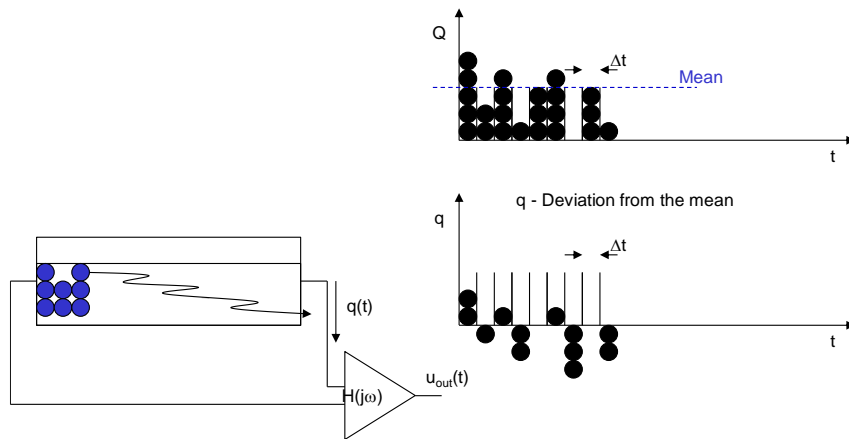 Q
Δt
Mean
t
q - Deviation from the mean
q
Δt
t
q(t)
H(jω)
u_out(t)